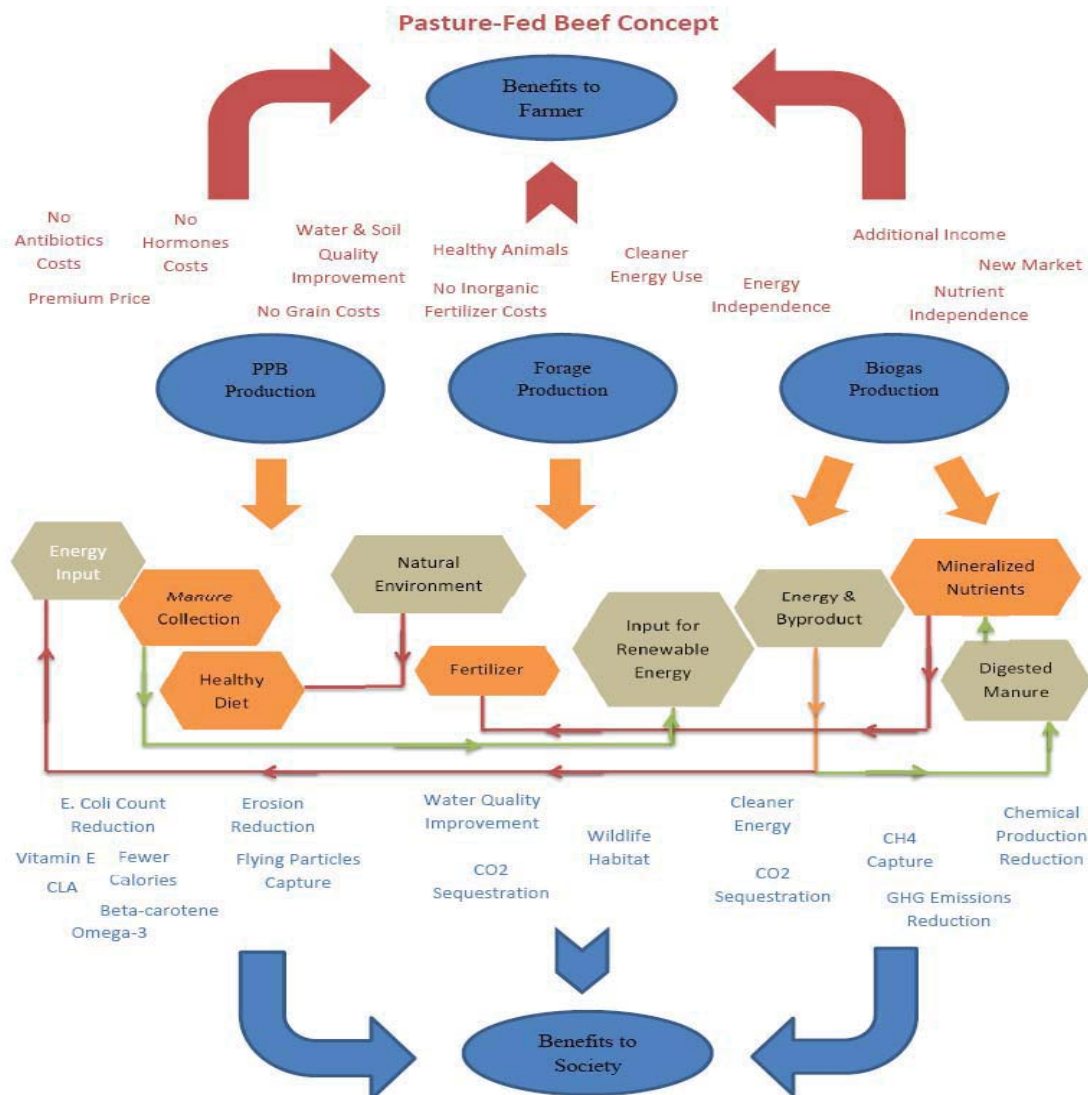 Pasture-Fed Beef Concept
Benefits to
Farmer
No
Antibiotics
Costs
No
Hormones
Costs
Premium Price
Water & Soil
Quality
Improvement
No Grain Costs
Healthy Animals
No Inorganic
Fertilizer Costs
Cleaner
Energy Use
Energy
Independence
Additional Income
New Market
Nutrient
Independence
PPB
Production
Forage
Production
Biogas
Production
Energy
Input
Manure
Collection
Healthy
Diet
Natural
Environment
Fertilizer
Input for
Renewable
Energy
Energy &
Byproduct
Mineralized
Nutrients
Digested
Manure
E. Coli Count
Reduction
Vitamin E
CLA
Fewer
Calories
Beta-carotene
Omega-3
Erosion
Reduction
Flying Particles
Capture
Water Quality
Improvement
CO2
Sequestration
Wildlife
Habitat
Cleaner
Energy
CO2
Sequestration
CH4
Capture
GHG Emissions
Reduction
Chemical
Production
Reduction
Benefits to
Society